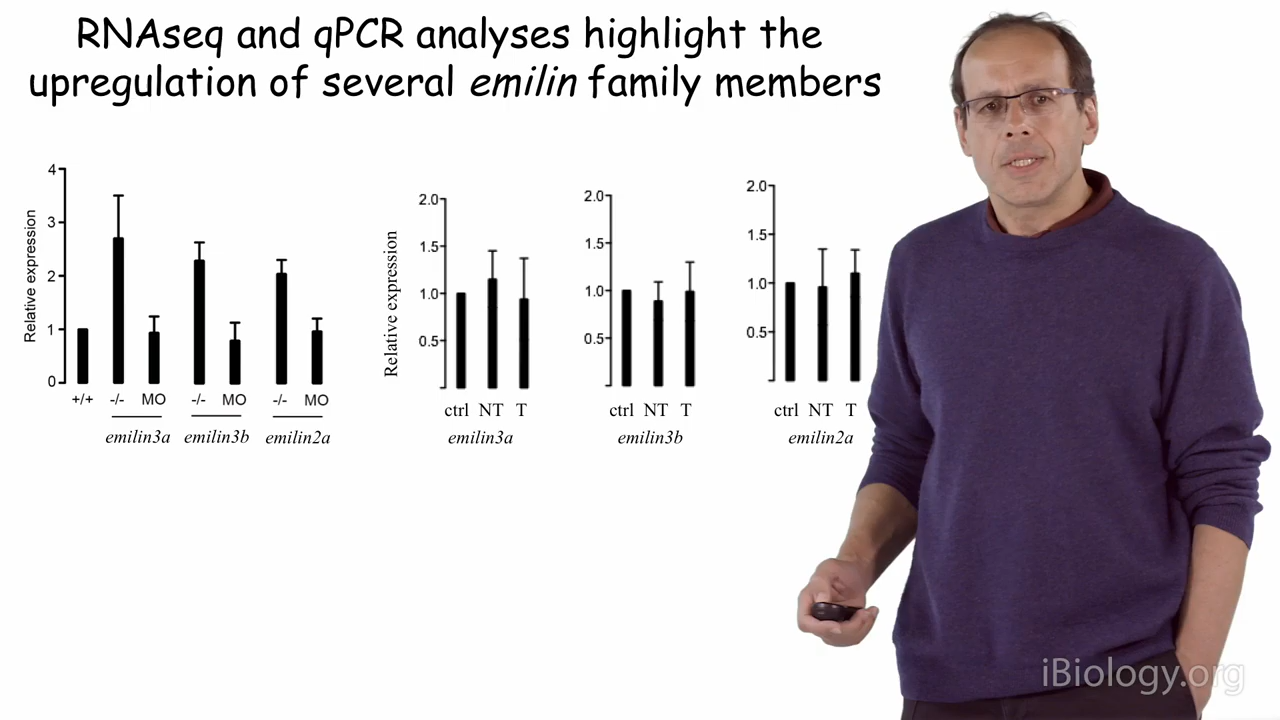 RNAseq and qPCR analyses highlight the
upregulation of several emilin family members
4
3
2
1
0
Relative expression
+/+ -/- MO -/- MO -/- MO
emilin3a emilin3b emilin2a
2.0
1.5
1.0
0.5
Relative expression
ctrl NT T
emilin3a
2.0
1.5
1.0
0.5
ctrl NT T
emilin3b
2.0
1.5
1.0
0.5
ctrl NT T
emilin2a
iBiology.org